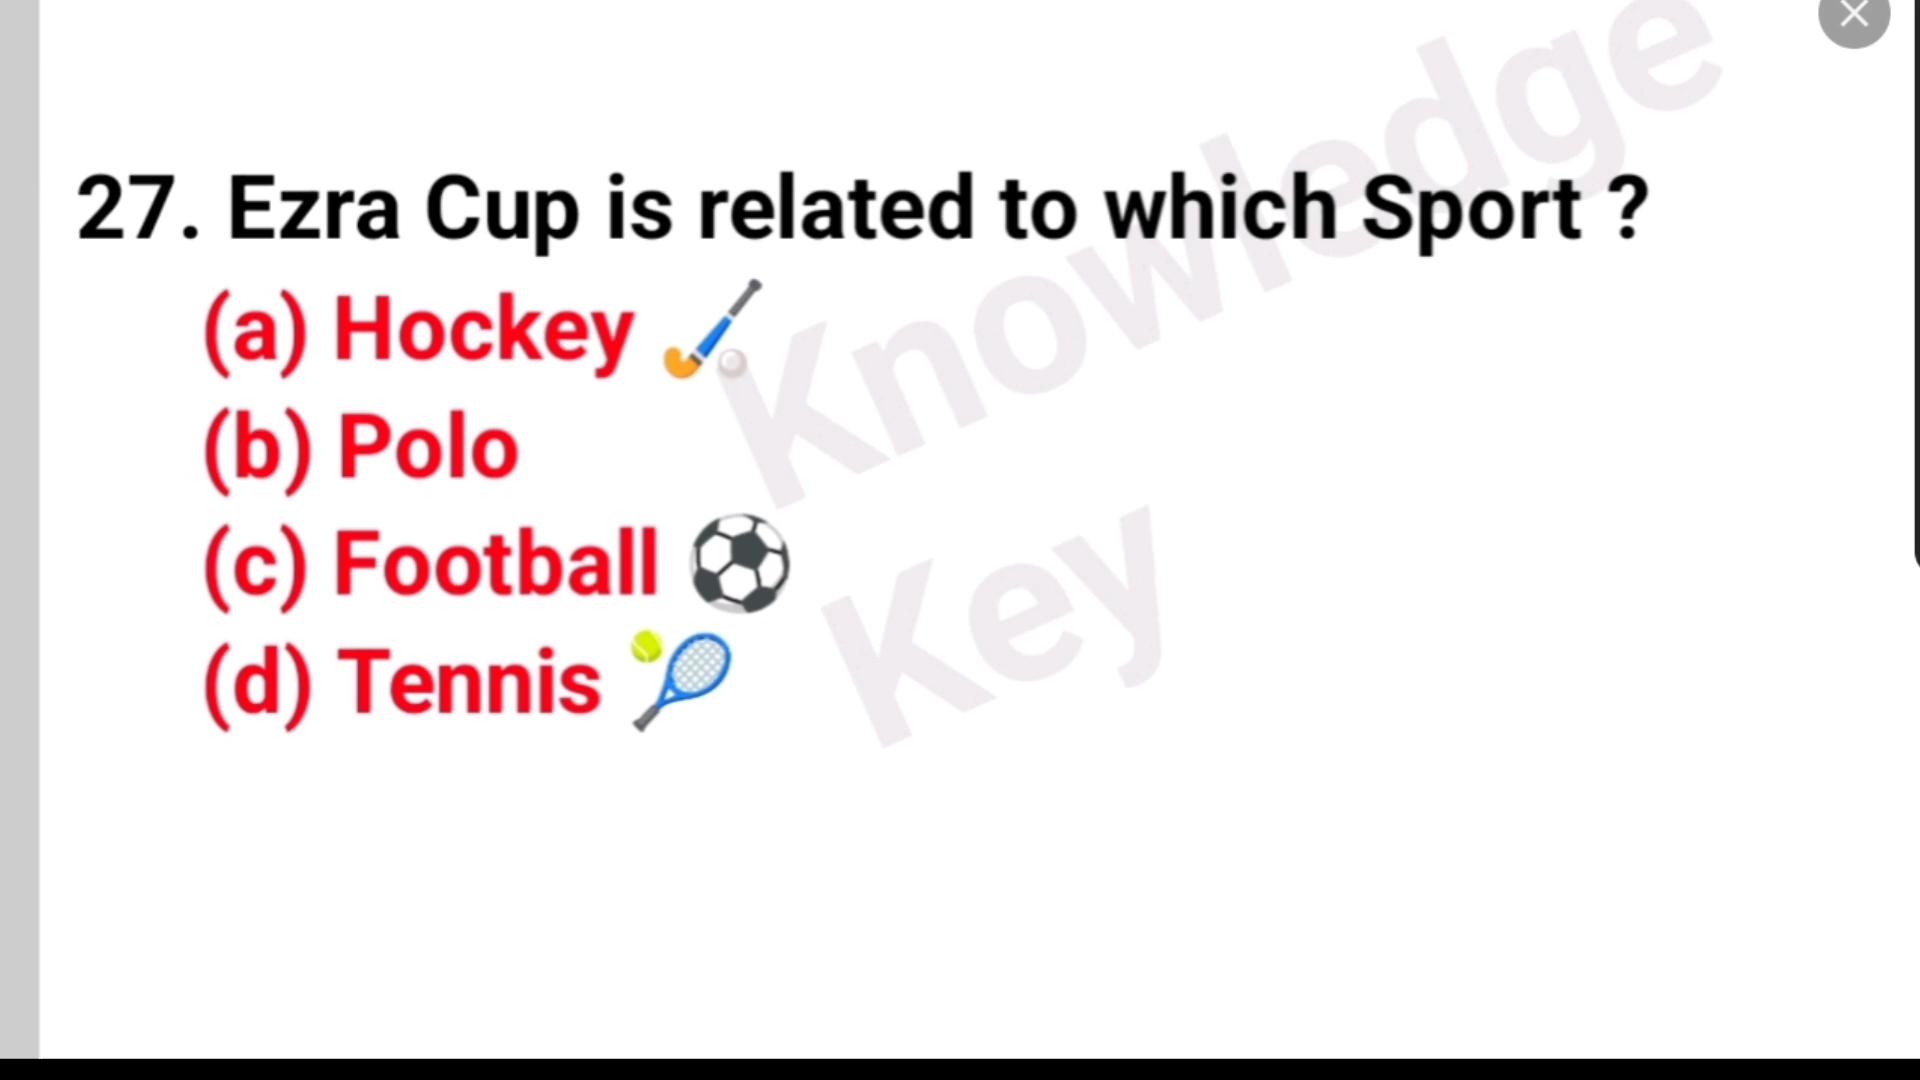 27. Ezra Cup is related to which Sport ?
(a) Hockey 🏑
(b) Polo
(c) Football ⚽
(d) Tennis 🎾
Knowledge
Key